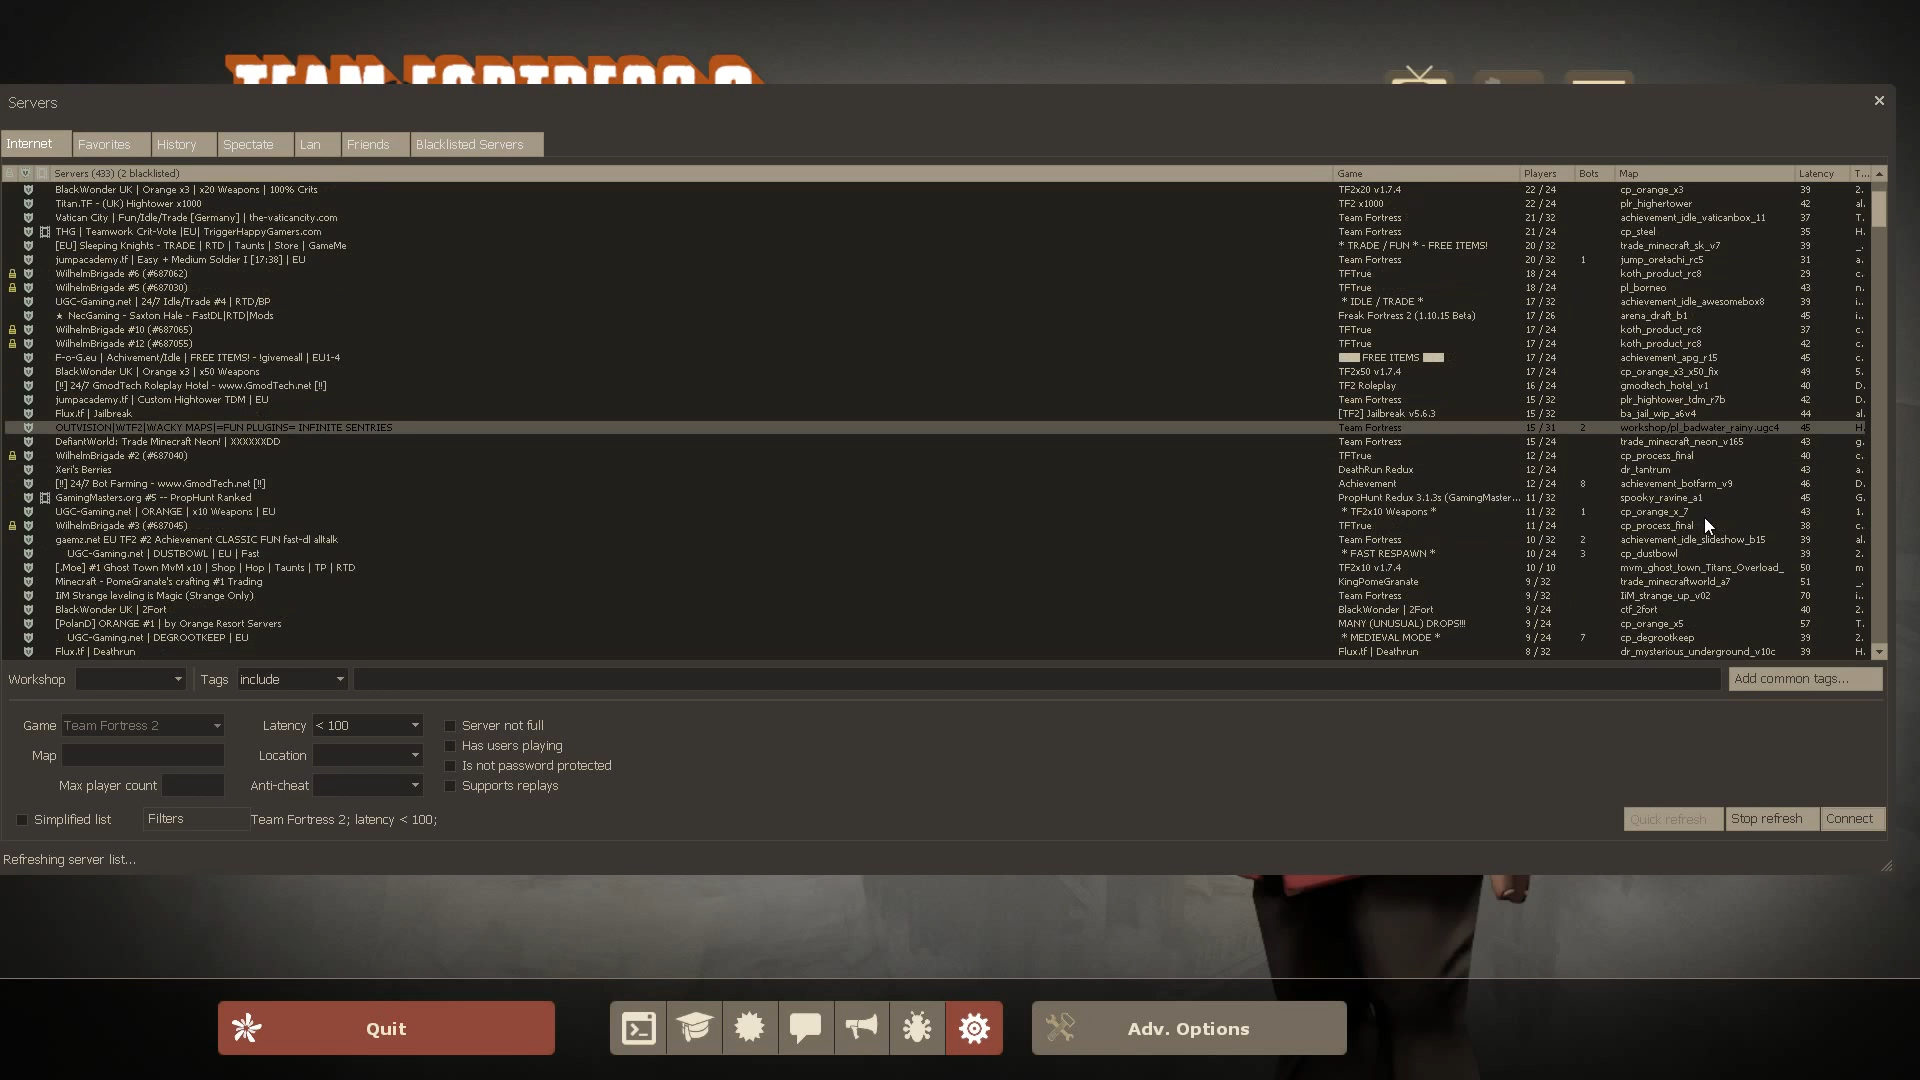 TEAM FORTRESS 2
Servers
Internet Favorites History Spectate Lan Friends Blacklisted Servers
Servers (433) (2 blacklisted) Game Players Bots Map Latency T...
BlackWonder UK | Orange x3 | x20 Weapons | 100% Crits TF2x20 v1.7.4 22 / 24 cp_orange_x3 39 2.
Titan.TF - (UK) Hightower x1000 TF2 x1000 22 / 24 plr_highertower 42 al.
Vatican City | Fun/Idle/Trade [Germany] | the-vaticancity.com Team Fortress 21 / 32 achievement_idle_vaticanbox_11 37 T.
THG | Teamwork Crit-Vote |EU| TriggerHappyGamers.com Team Fortress 21 / 24 cp_steel 35 H.
[EU] Sleeping Knights - TRADE | RTD | Taunts | Store | GameMe * TRADE / FUN * - FREE ITEMS! 20 / 32 trade_minecraft_sk_v7 39 _.
jumpacademy.tf | Easy + Medium Soldier I [17:38] | EU Team Fortress 20 / 32 1 jump_oretachi_rc5 31 a.
WilhelmBrigade #6 (#687062) TFTrue 18 / 24 koth_product_rc8 29 c.
WilhelmBrigade #5 (#687030) TFTrue 18 / 24 pl_borneo 43 n.
UGC-Gaming.net | 24/7 Idle/Trade #4 | RTD/BP * IDLE / TRADE * 17 / 32 achievement_idle_awesomebox8 39 i..
★ NecGaming - Saxton Hale - FastDL|RTD|Mods Freak Fortress 2 (1.10.15 Beta) 17 / 26 arena_draft_b1 45 i..
WilhelmBrigade #10 (#687065) TFTrue 17 / 24 koth_product_rc8 37 c.
WilhelmBrigade #12 (#687055) TFTrue 17 / 24 koth_product_rc8 42 c.
F-o-G.eu | Achivement/Idle | FREE ITEMS! - !givemeall | EU1-4 FREE ITEMS 17 / 24 achievement_apg_r15 45 c.
BlackWonder UK | Orange x3 | x50 Weapons TF2x50 v1.7.4 17 / 24 cp_orange_x3_x50_fix 49 5.
[!!] 24/7 GmodTech Roleplay Hotel - www.GmodTech.net [!!] TF2 Roleplay 16 / 24 gmodtech_hotel_v1 40 D.
jumpacademy.tf | Custom Hightower TDM | EU Team Fortress 15 / 32 plr_hightower_tdm_r7b 42 D.
Flux.tf | Jailbreak [TF2] Jailbreak v5.6.3 15 / 32 ba_jail_wip_a6v4 44 al.
OUTVISION|WTF2|WACKY MAPS|=FUN PLUGINS= INFINITE SENTRIES Team Fortress 15 / 31 2 workshop/pl_badwater_rainy.ugc4 45 H.
DefiantWorld: Trade Minecraft Neon! | XXXXXXDD Team Fortress 15 / 24 trade_minecraft_neon_v165 43 g.
WilhelmBrigade #2 (#687040) TFTrue 12 / 24 cp_process_final 40 c.
Xeri's Berries DeathRun Redux 12 / 24 dr_tantrum 43 a.
[!!] 24/7 Bot Farming - www.GmodTech.net [!!] Achievement 12 / 24 8 achievement_botfarm_v9 46 D.
GamingMasters.org #5 -- PropHunt Ranked PropHunt Redux 3.1.3s (GamingMaster... 11 / 32 spooky_ravine_a1 45 G.
UGC-Gaming.net | ORANGE | x10 Weapons | EU * TF2x10 Weapons * 11 / 32 1 cp_orange_x_7 43 1.
WilhelmBrigade #3 (#687045) TFTrue 11 / 24 cp_process_final 38 c.
gaemz.net EU TF2 #2 Achievement CLASSIC FUN fast-dl alltalk Team Fortress 10 / 32 2 achievement_idle_slideshow_b15 39 al.
UGC-Gaming.net | DUSTBOWL | EU | Fast * FAST RESPAWN * 10 / 24 3 cp_dustbowl 39 2.
[.Moe] #1 Ghost Town MvM x10 | Shop | Hop | Taunts | TP | RTD TF2x10 v1.7.4 10 / 10 mvm_ghost_town_Titans_Overload_ 50 m
Minecraft - PomeGranate's crafting #1 Trading KingPomeGranate 9 / 32 trade_minecraftworld_a7 51 _.
IiM Strange leveling is Magic (Strange Only) Team Fortress 9 / 32 IiM_strange_up_v02 70 i..
BlackWonder UK | 2Fort BlackWonder | 2Fort 9 / 24 ctf_2fort 40 2.
[PolanD] ORANGE #1 | by Orange Resort Servers MANY (UNUSUAL) DROPS!!! 9 / 24 cp_orange_x5 57 T.
UGC-Gaming.net | DEGROOTKEEP | EU * MEDIEVAL MODE * 9 / 24 7 cp_degrootkeep 39 2.
Flux.tf | Deathrun Flux.tf | Deathrun 8 / 32 dr_mysterious_underground_v10c 39 H.
Workshop Tags include Add common tags...
Game Team Fortress 2 Latency < 100 Server not full
Has users playing
Map Location
Is not password protected
Max player count Anti-cheat Supports replays
Simplified list Filters Team Fortress 2; latency < 100; Quick refresh Stop refresh Connect
Refreshing server list...
Quit Adv. Options